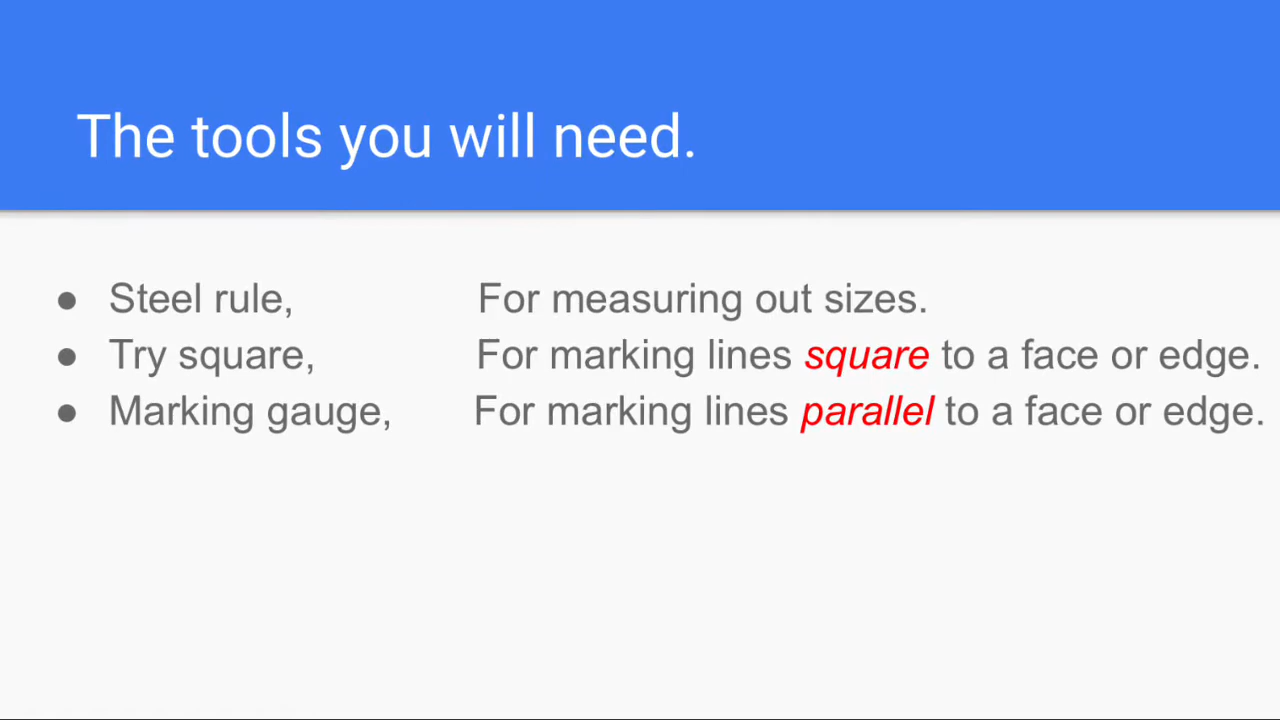 The tools you will need.
● Steel rule, For measuring out sizes.
● Try square, For marking lines square to a face or edge.
● Marking gauge, For marking lines parallel to a face or edge.